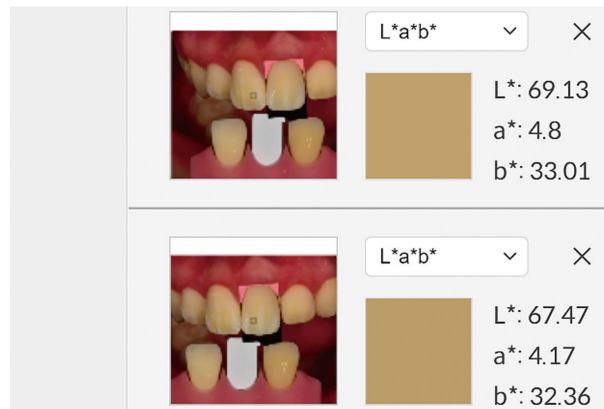 L*a*b*
L*: 69.13
a*: 4.8
b*: 33.01
L*a*b*
L*: 67.47
a*: 4.17
b*: 32.36